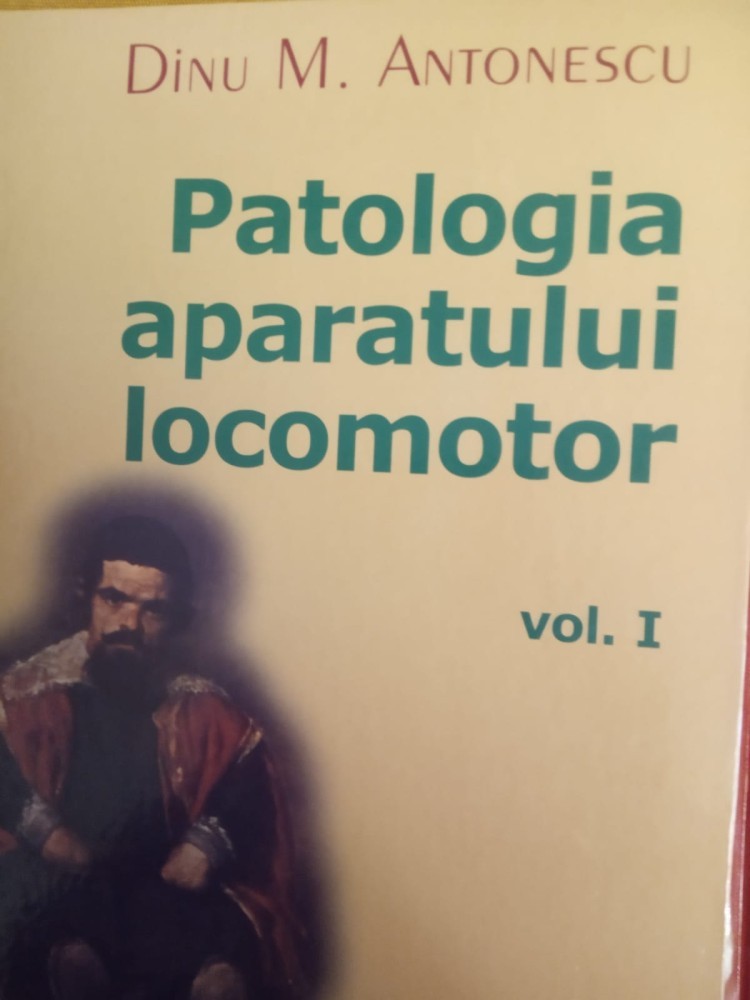 DiNU M. ANTONESCU
Patologia
aparatului
locomotor
vol. I